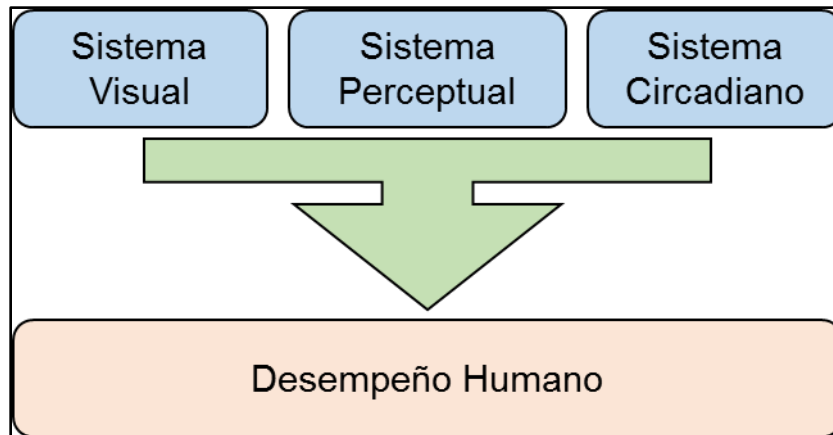 Sistema
Visual
Sistema
Perceptual
Sistema
Circadiano
Desempeño Humano